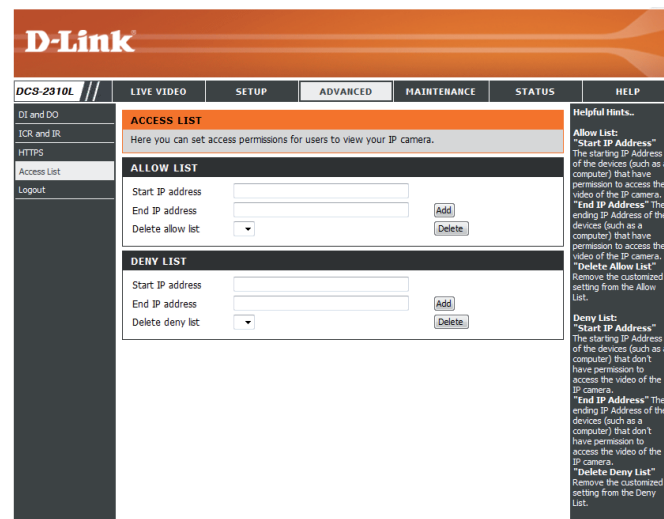 D-Link
DCS-2310L // LIVE VIDEO SETUP ADVANCED MAINTENANCE STATUS HELP
DI and DO
ICR and IR
HTTPS
Access List
Logout
ACCESS LIST
Here you can set access permissions for users to view your IP camera.
ALLOW LIST
Start IP address
End IP address Add
Delete allow list Delete
DENY LIST
Start IP address
End IP address Add
Delete deny list Delete
Helpful Hints..
Allow List:
"Start IP Address"
The starting IP Address
of the devices (such as a
computer) that have
permission to access the
video of the IP camera.
"End IP Address" The
ending IP Address of the
devices (such as a
computer) that have
permission to access the
video of the IP camera.
"Delete Allow List"
Remove the customized
setting from the Allow
List.
Deny List:
"Start IP Address"
The starting IP Address
of the devices (such as a
computer) that don't
have permission to
access the video of the
IP camera.
"End IP Address" The
ending IP Address of the
devices (such as a
computer) that don't
have permission to
access the video of the
IP camera.
"Delete Deny List"
Remove the customized
setting from the Deny
List.